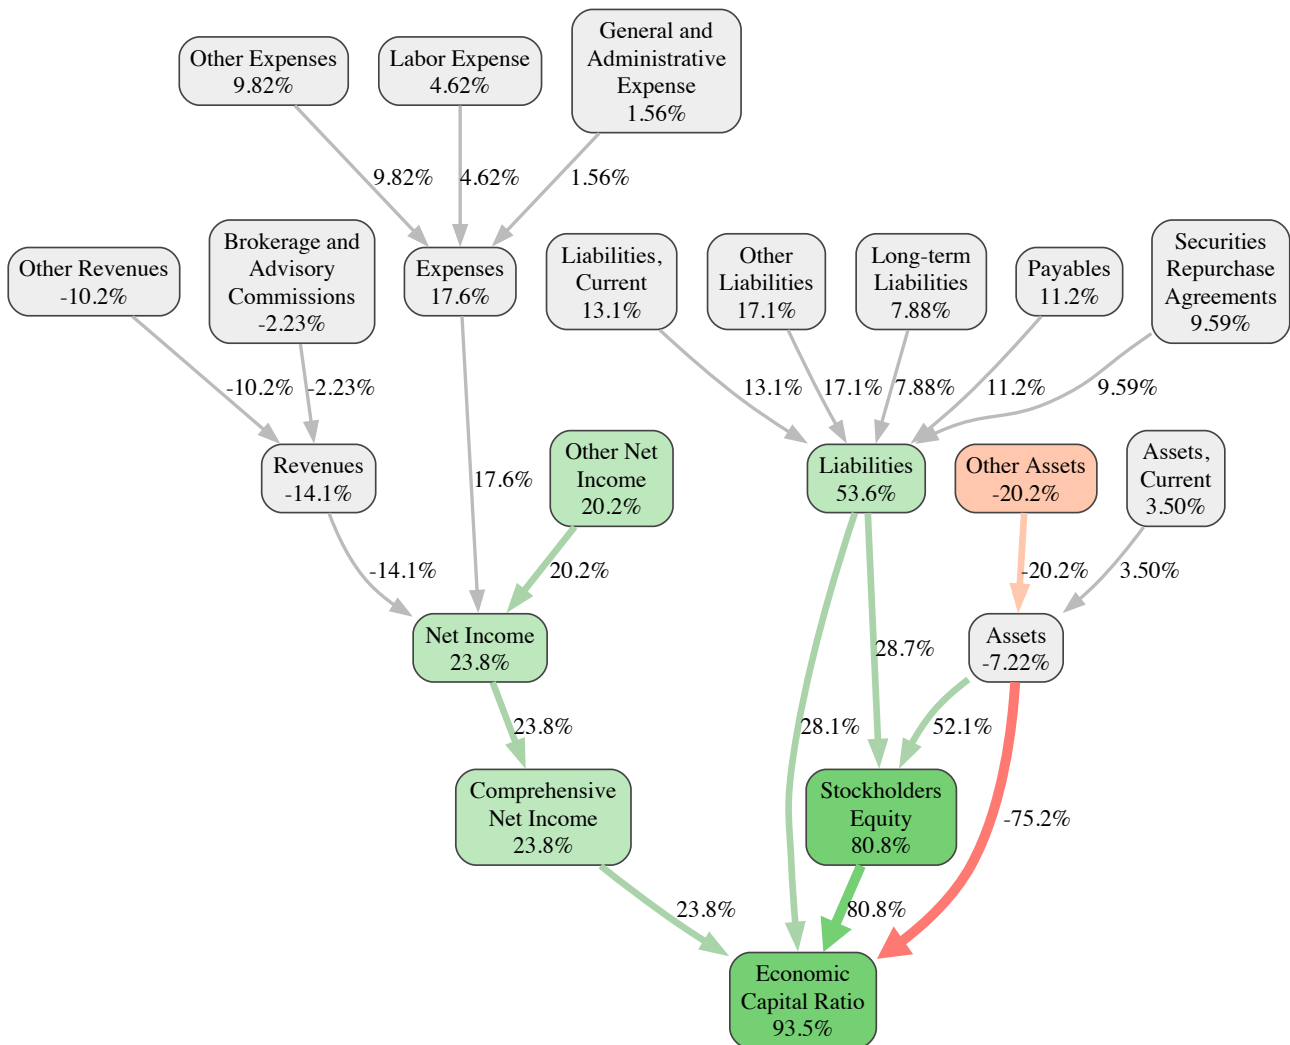 General and
Administrative
Expense
1.56%
Other Expenses
9.82%
Labor Expense
4.62%
9.82%
4.62%
1.56%
Other Revenues
-10.2%
Brokerage and
Advisory
Commissions
-2.23%
Expenses
17.6%
Liabilities,
Current
13.1%
Other
Liabilities
17.1%
Long-term
Liabilities
7.88%
Payables
11.2%
Securities
Repurchase
Agreements
9.59%
-10.2%
-2.23%
13.1%
17.1%
7.88%
11.2%
9.59%
Revenues
-14.1%
17.6%
Other Net
Income
20.2%
Liabilities
53.6%
Other Assets
-20.2%
Assets,
Current
3.50%
-14.1%
20.2%
-20.2%
3.50%
Net Income
23.8%
28.7%
Assets
-7.22%
23.8%
28.1%
52.1%
Comprehensive
Net Income
23.8%
Stockholders
Equity
80.8%
-75.2%
23.8%
80.8%
Economic
Capital Ratio
93.5%